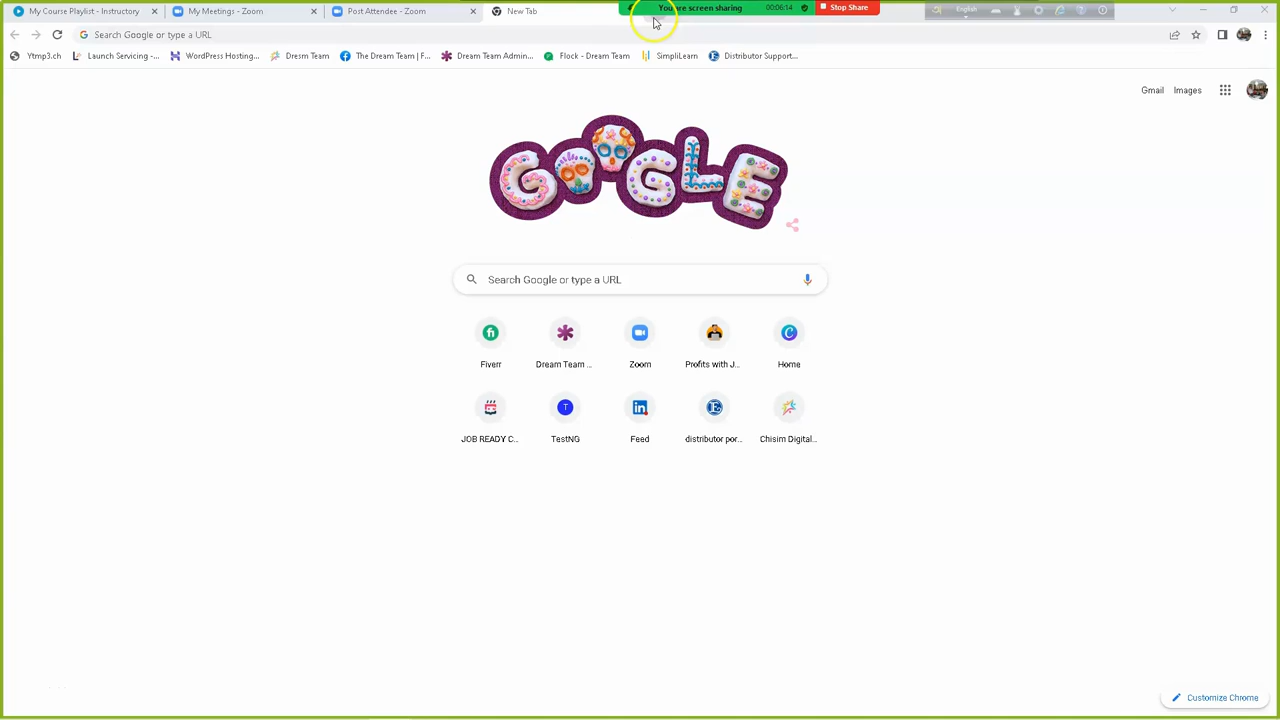 My Course Playlist - Instructory
My Meetings - Zoom
Post Attendee - Zoom
New Tab
You are screen sharing
00:06:14
Stop Share
English
Search Google or type a URL
Ytmp3.ch
Launch Servicing -...
WordPress Hosting...
Dresm Team
The Dream Team | F...
Dream Team Admin...
Flock - Dream Team
SimpliLearn
Distributor Support...
Gmail
Images
GOOGLE
Search Google or type a URL
Fiverr
Dream Team ...
Zoom
Profits with J...
Home
JOB READY C...
TestNG
Feed
distributor por...
Chisim Digital...
Customize Chrome